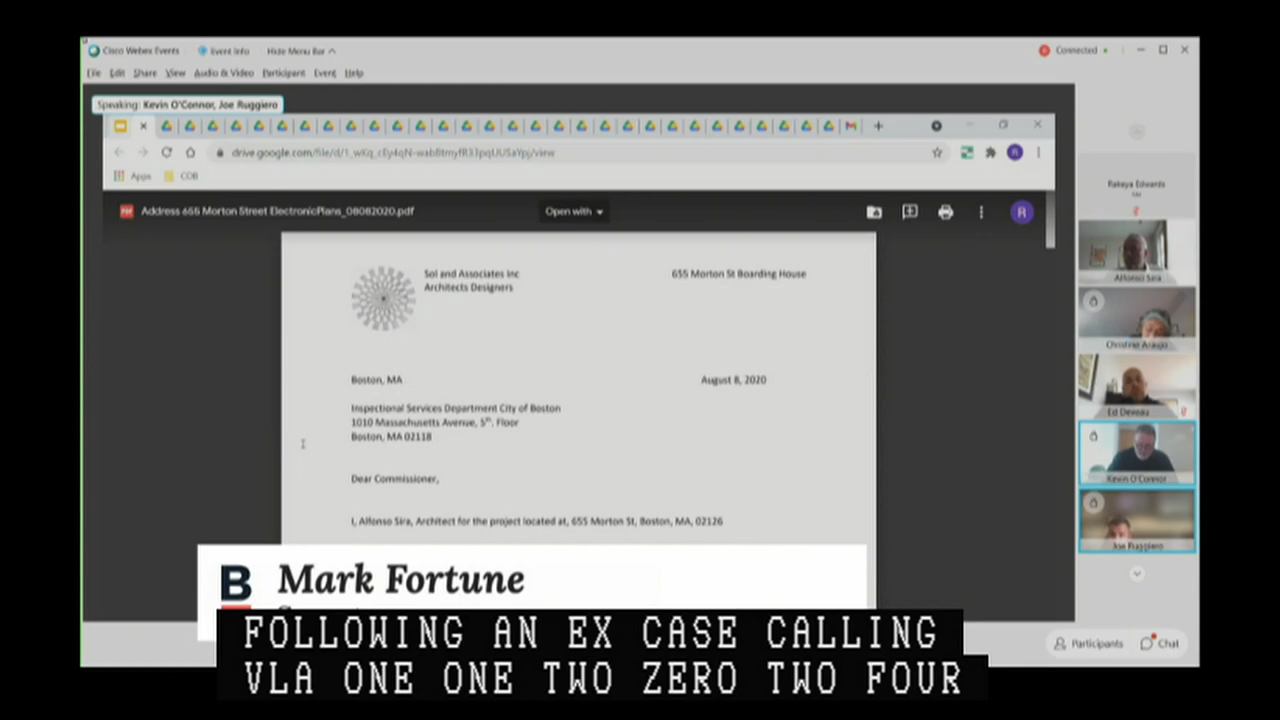 Cisco Webex Events
Event Info
Hide Menu Bar
Connected
File Edit Share View Audio & Video Participant Event Help
Speaking: Kevin O'Connor, Joe Ruggiero
Apps
COB
Address 655 Morton Street ElectronicPlans_08082020.pdf
Open with
R
Sol and Associates Inc
Architects Designers
655 Morton St Boarding House
Boston, MA
August 8, 2020
Inspectional Services Department City of Boston
1010 Massachusetts Avenue, 5th. Floor
Boston, MA 02118
Dear Commissioner,
I, Alfonso Sira, Architect for the project located at, 655 Morton St, Boston, MA, 02126
Rakeya Edwards
Me
Alfonso Sira
Christine Araujo
Ed Deveau
Kevin O'Connor
Joe Ruggiero
B
Mark Fortune
FOLLOWING AN EX CASE CALLING
VLA ONE ONE TWO ZERO TWO FOUR
Participants
Chat